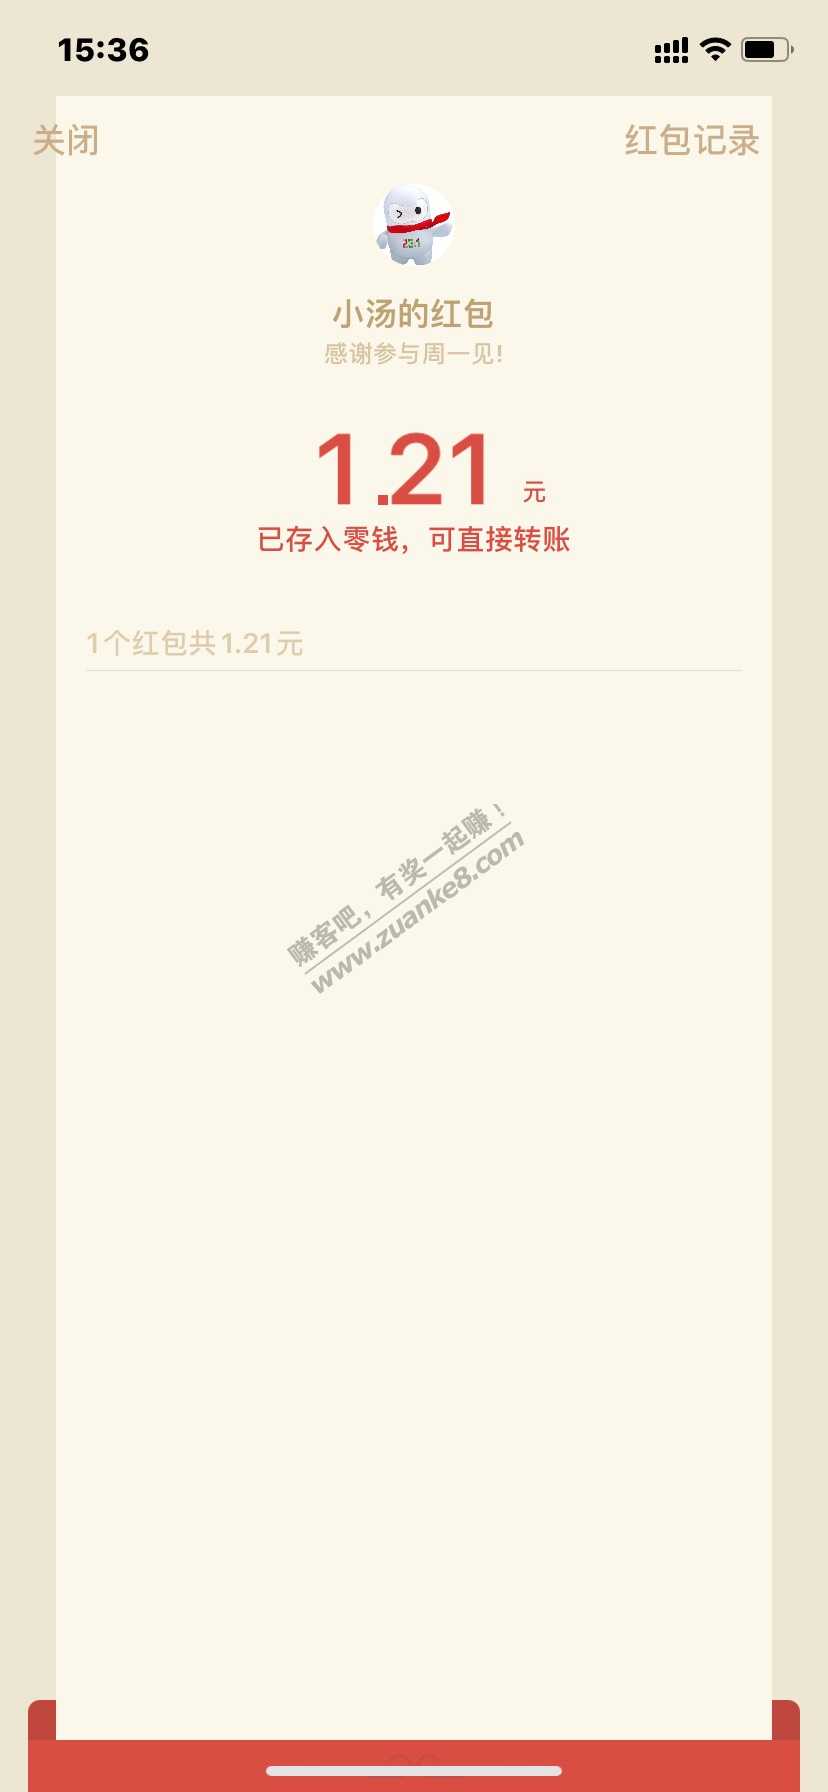 15:36
关闭
红包记录
小汤的红包
感谢参与周一见!
1.21 元
已存入零钱，可直接转账
1个红包共1.21元
赚客吧，有奖一起赚！
www.zuanke8.com